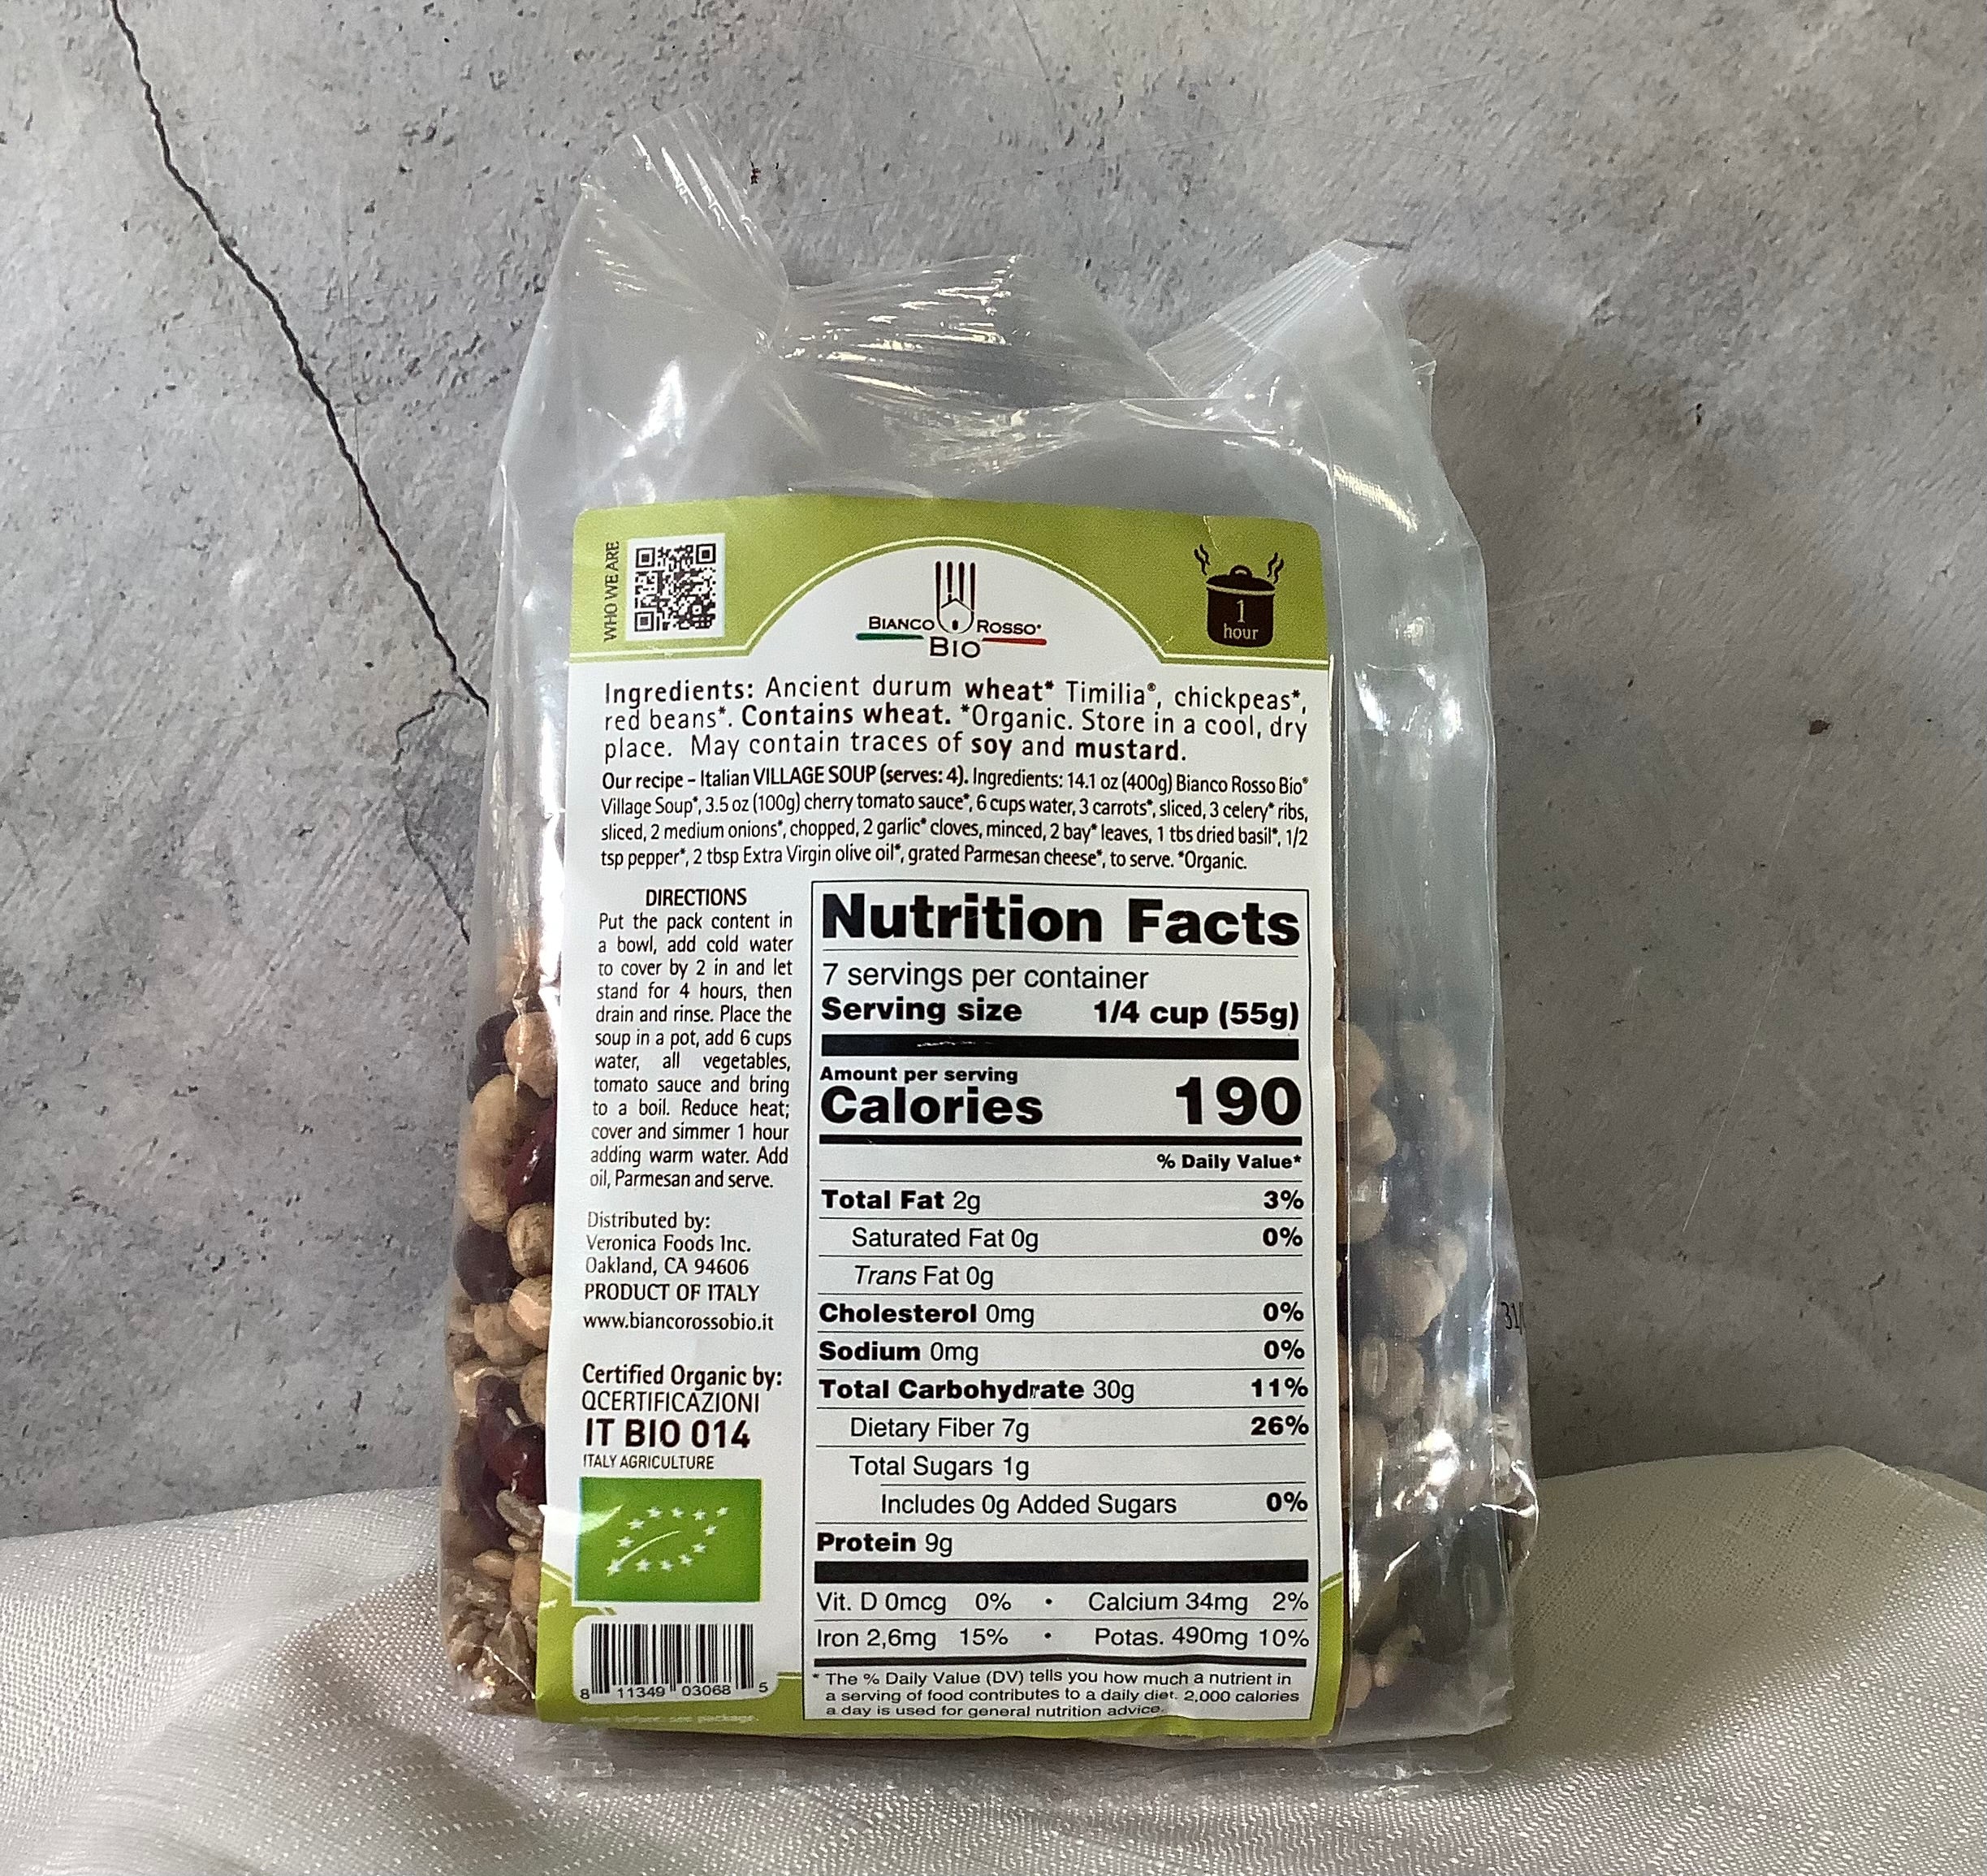 WHO WE ARE
BIANCO ROSSO®
BIO
1
hour
Ingredients: Ancient durum wheat* Timilia®, chickpeas*,
red beans*. Contains wheat. *Organic. Store in a cool, dry
place. May contain traces of soy and mustard.
Our recipe – Italian VILLAGE SOUP (serves: 4). Ingredients: 14.1 oz (400g) Bianco Rosso Bio®
Village Soup*, 3.5 oz (100g) cherry tomato sauce*, 6 cups water, 3 carrots*, sliced, 3 celery* ribs,
sliced, 2 medium onions*, chopped, 2 garlic* cloves, minced, 2 bay* leaves, 1 tbs dried basil*, 1/2
tsp pepper*, 2 tbsp Extra Virgin olive oil*, grated Parmesan cheese*, to serve. *Organic.
DIRECTIONS
Put the pack content in
a bowl, add cold water
to cover by 2 in and let
stand for 4 hours, then
drain and rinse. Place the
soup in a pot, add 6 cups
water, all vegetables,
tomato sauce and bring
to a boil. Reduce heat;
cover and simmer 1 hour
adding warm water. Add
oil, Parmesan and serve.
Distributed by:
Veronica Foods Inc.
Oakland, CA 94606
PRODUCT OF ITALY
www.biancorossobio.it
Certified Organic by:
QCERTIFICAZIONI
IT BIO 014
ITALY AGRICULTURE
8 11349 03068 5
Nutrition Facts
7 servings per container
Serving size 1/4 cup (55g)
Amount per serving
Calories 190
% Daily Value*
Total Fat 2g 3%
Saturated Fat 0g 0%
Trans Fat 0g
Cholesterol 0mg 0%
Sodium 0mg 0%
Total Carbohydrate 30g 11%
Dietary Fiber 7g 26%
Total Sugars 1g
Includes 0g Added Sugars 0%
Protein 9g
Vit. D 0mcg 0% • Calcium 34mg 2%
Iron 2,6mg 15% • Potas. 490mg 10%
* The % Daily Value (DV) tells you how much a nutrient in
a serving of food contributes to a daily diet. 2,000 calories
a day is used for general nutrition advice.
31/